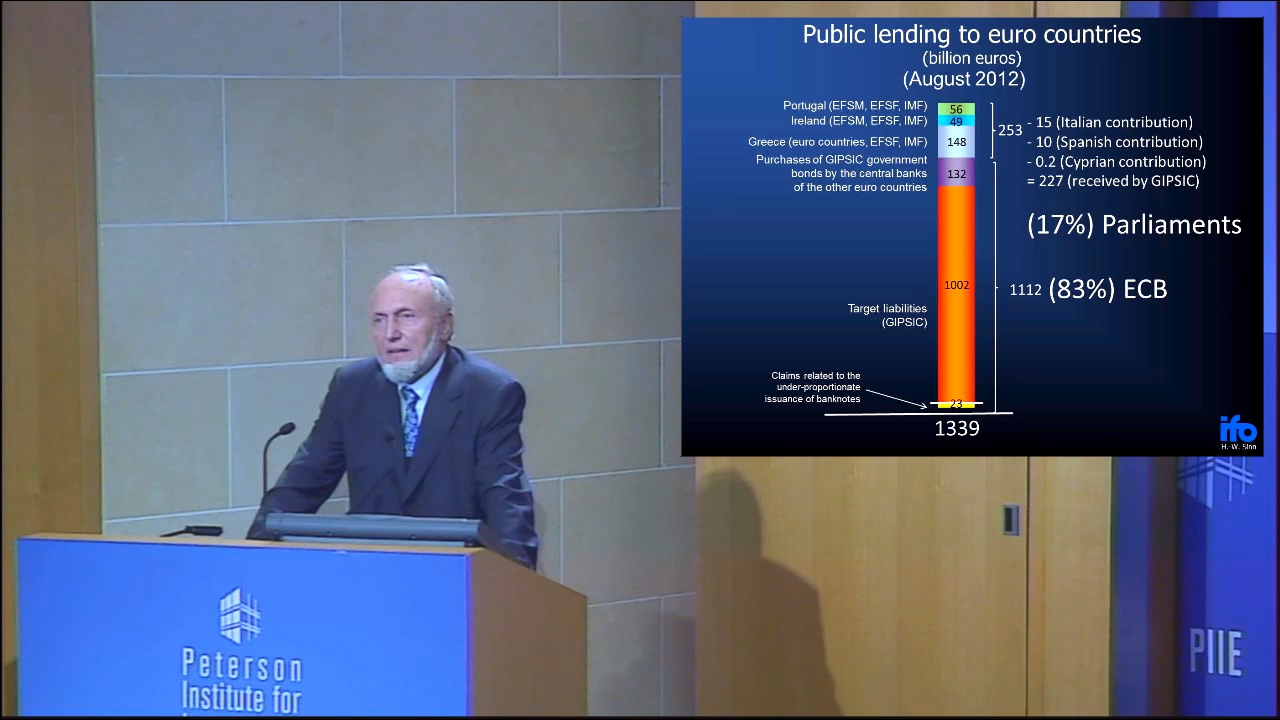 Public lending to euro countries
(billion euros)
(August 2012)
Portugal (EFSM, EFSF, IMF)
56
Ireland (EFSM, EFSF, IMF)
49
Greece (euro countries, EFSF, IMF)
148
Purchases of GIPSIC government
bonds by the central banks
of the other euro countries
132
253
- 15 (Italian contribution)
- 10 (Spanish contribution)
- 0.2 (Cyprian contribution)
= 227 (received by GIPSIC)
(17%) Parliaments
1002
1112 (83%) ECB
Target liabilities
(GIPSIC)
Claims related to the
under-proportionate
issuance of banknotes
23
1339
ifo
H.-W. Sinn
Peterson
Institute for
PIIE